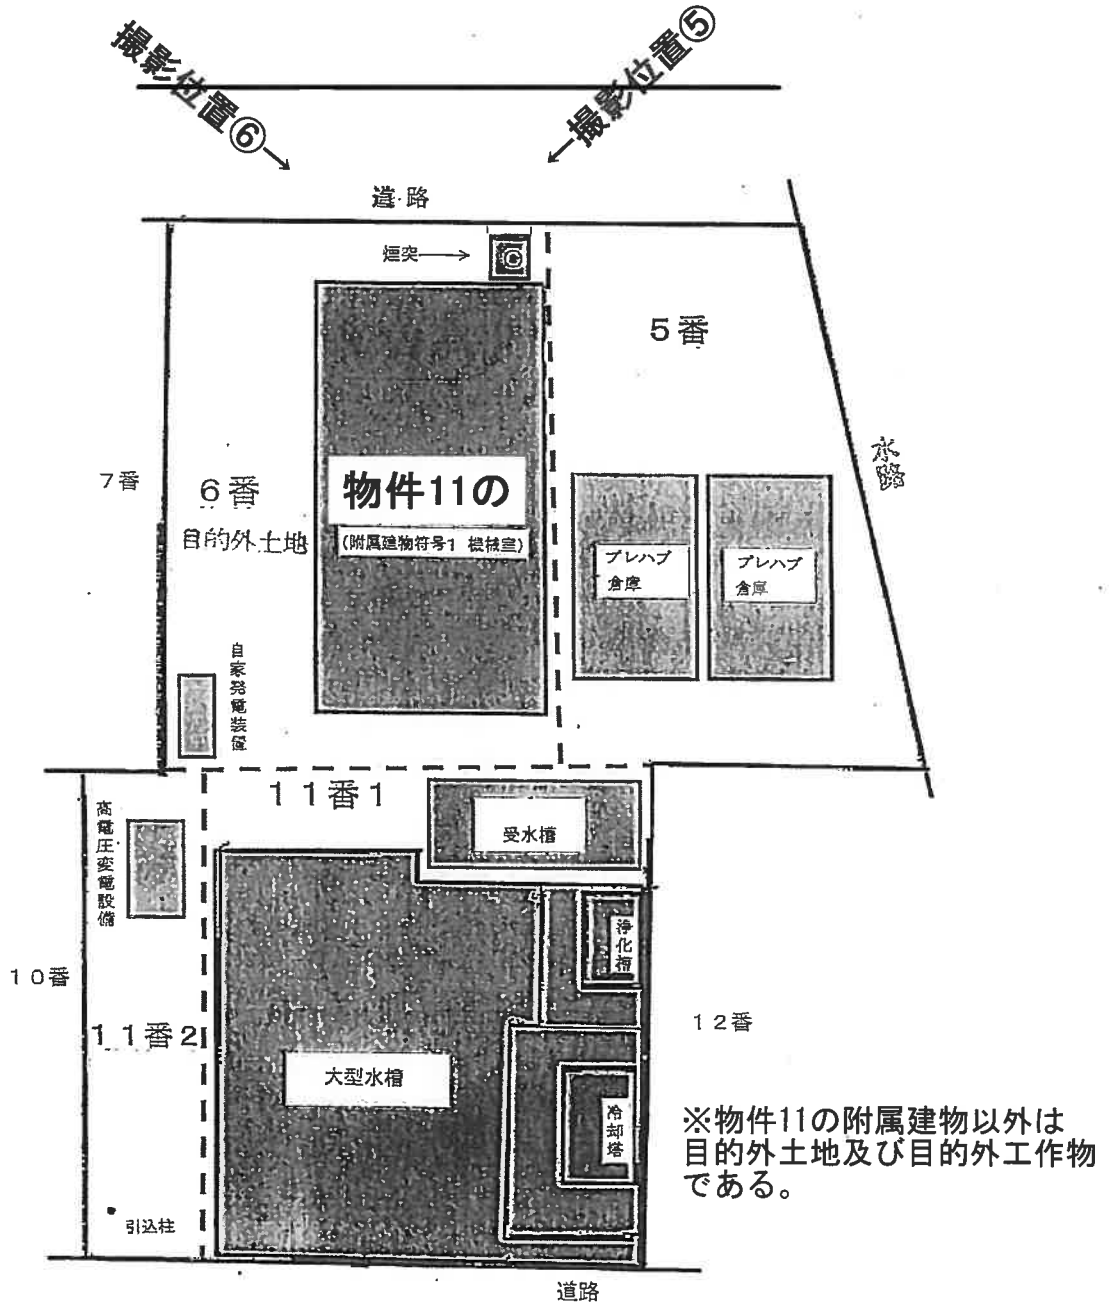 撮影位置⑥
撮影位置⑤
道路
煙突
5番
水路
7番
6番
目的外土地
物件11の
(附属建物符号1 機械室)
プレハブ
倉庫
プレハブ
倉庫
自家発電装置
11番1
高電圧変電設備
受水槽
浄化槽
10番
11番2
12番
大型水槽
冷却塔
※物件11の附属建物以外は
目的外土地及び目的外工作物
である。
引込柱
道路